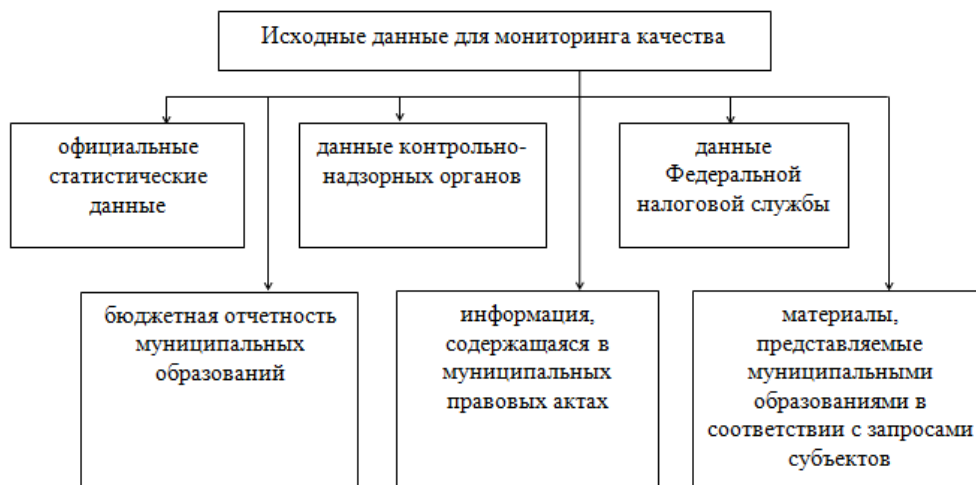 Исходные данные для мониторинга качества
официальные
статистические
данные
данные контрольно-
надзорных органов
данные
Федеральной
налоговой службы
бюджетная отчетность
муниципальных
образований
информация,
содержащаяся в
муниципальных
правовых актах
материалы,
представляемые
муниципальными
образованиями в
соответствии с запросами
субъектов